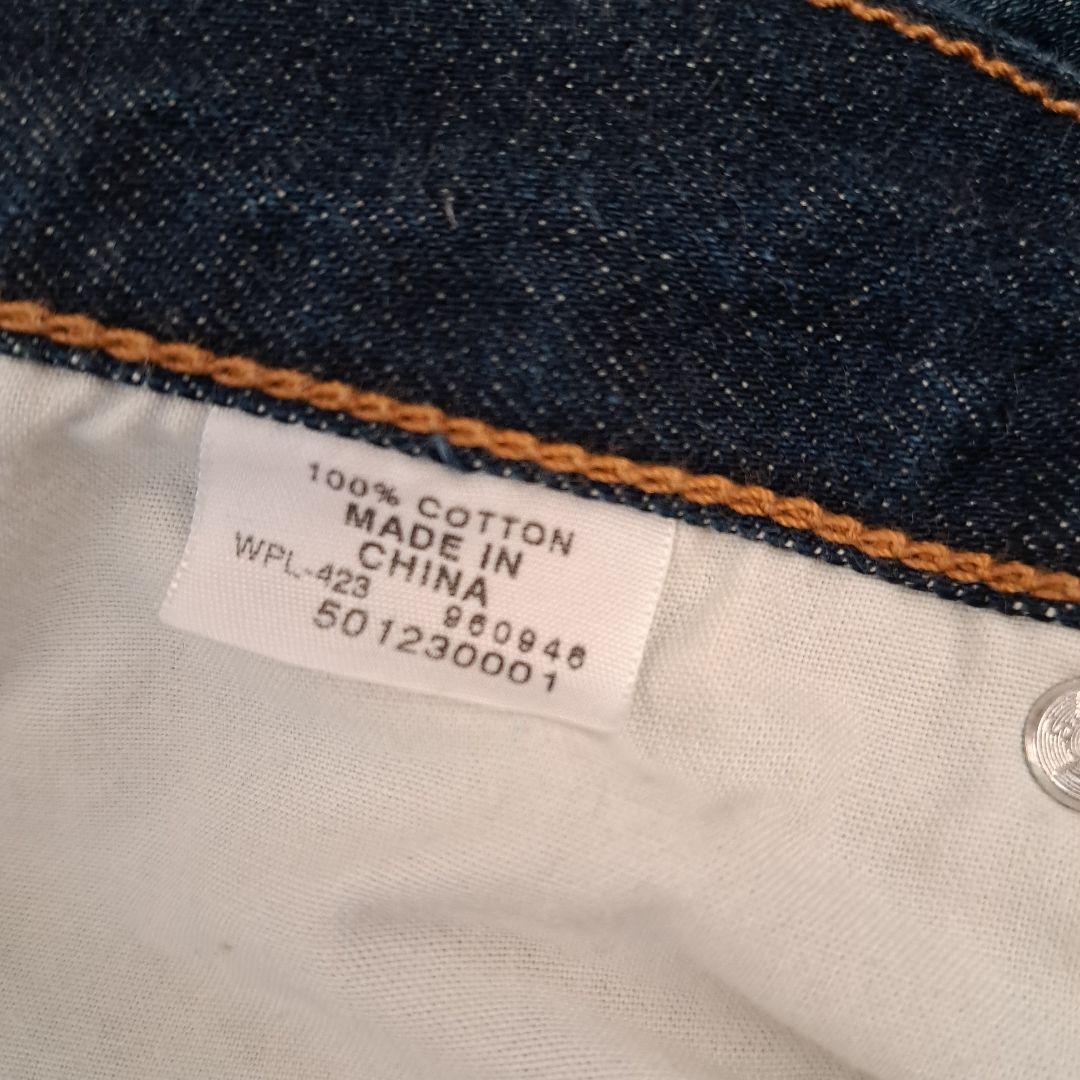 100% COTTON
MADE IN
CHINA
WPL-423 960946
501230001